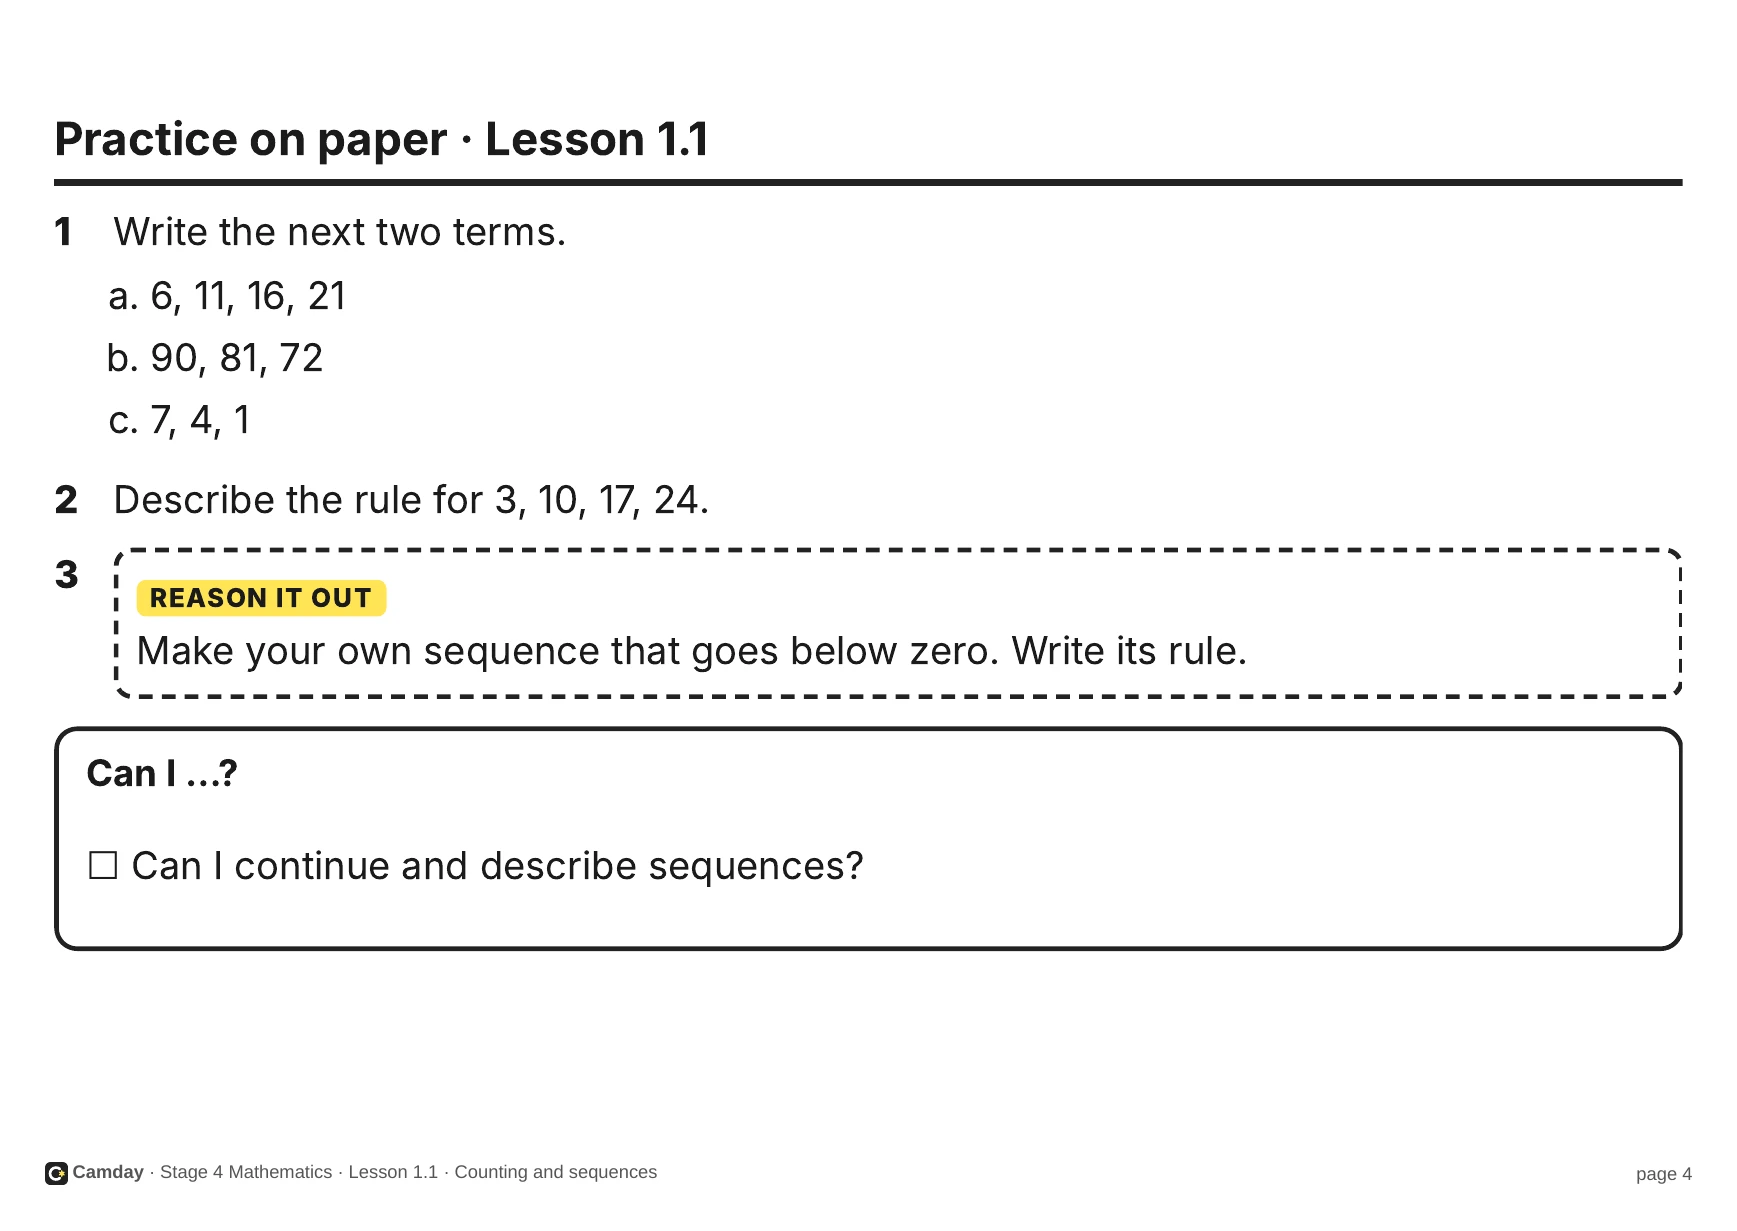 Practice on paper · Lesson 1.1
1 Write the next two terms.
a. 6, 11, 16, 21
b. 90, 81, 72
c. 7, 4, 1
2 Describe the rule for 3, 10, 17, 24.
3
REASON IT OUT
Make your own sequence that goes below zero. Write its rule.
Can I …?
☐ Can I continue and describe sequences?
Camday · Stage 4 Mathematics · Lesson 1.1 · Counting and sequences
page 4